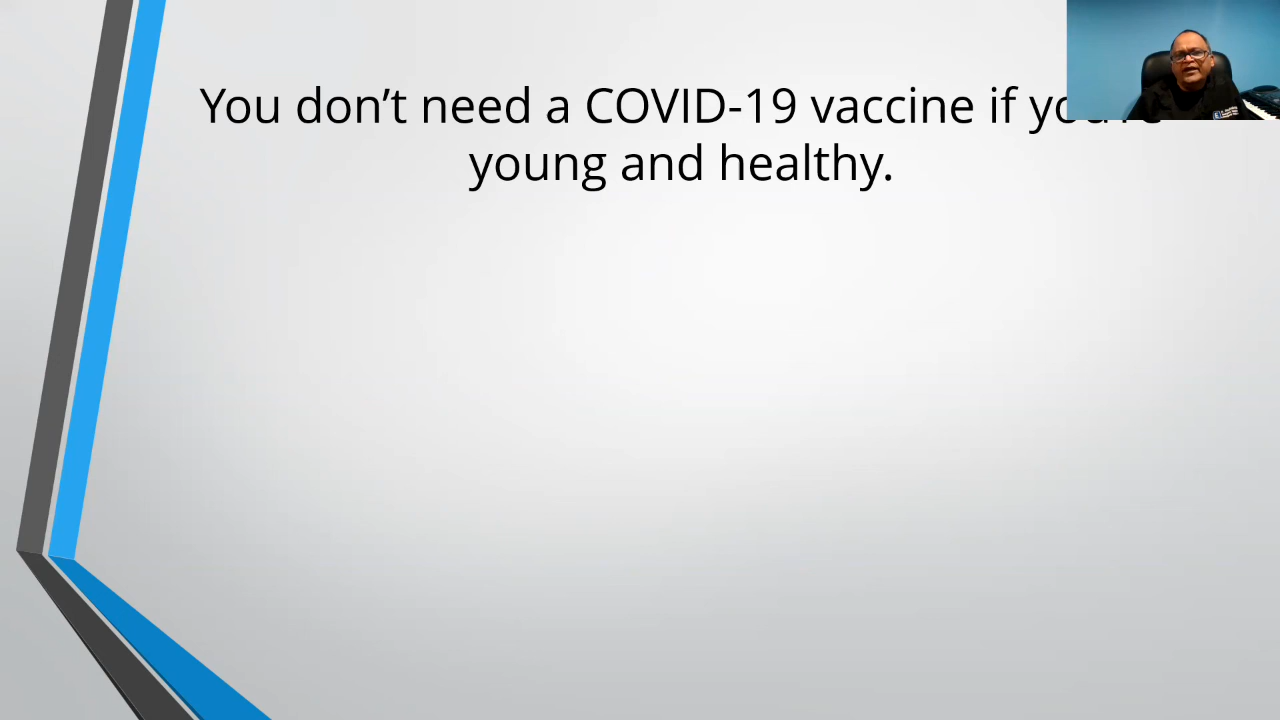 You don’t need a COVID-19 vaccine if
young and healthy.